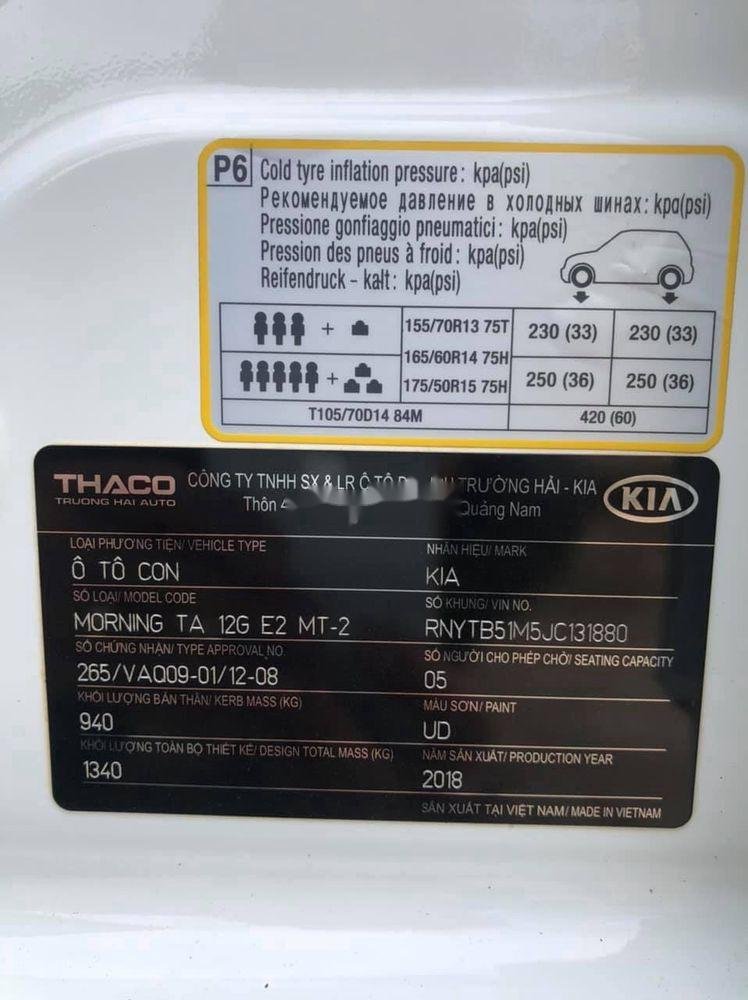 P6
Cold tyre inflation pressure: kpa(psi)
Рекомендуемое давление в холодных шинах: kpa(psi)
Pressione gonfiaggio pneumatici: kpa(psi)
Pression des pneus à froid: kpa(psi)
Reifendruck - kalt: kpa(psi)
+ 155/70R13 75T 230 (33) 230 (33)
165/60R14 75H
+ 175/50R15 75H 250 (36) 250 (36)
T105/70D14 84M 420 (60)
THACO
TRUONG HAI AUTO
CÔNG TY TNHH SX & LR Ô TÔ TRƯỜNG HẢI - KIA
Thôn Quảng Nam
KIA
LOẠI PHƯƠNG TIỆN/ VEHICLE TYPE
Ô TÔ CON
NHÃN HIỆU/ MARK
KIA
SỐ LOẠI/ MODEL CODE
MORNING TA 12G E2 MT-2
SỐ KHUNG/ VIN NO.
RNYTB51M5JC131880
SỐ CHỨNG NHẬN/ TYPE APPROVAL NO.
265/VAQ09-01/12-08
SỐ NGƯỜI CHO PHÉP CHỞ/ SEATING CAPACITY
05
KHỐI LƯỢNG BẢN THÂN/ KERB MASS (KG)
940
MÀU SƠN/ PAINT
UD
KHỐI LƯỢNG TOÀN BỘ THIẾT KẾ/ DESIGN TOTAL MASS (KG)
1340
NĂM SẢN XUẤT/ PRODUCTION YEAR
2018
SẢN XUẤT TẠI VIỆT NAM/ MADE IN VIETNAM